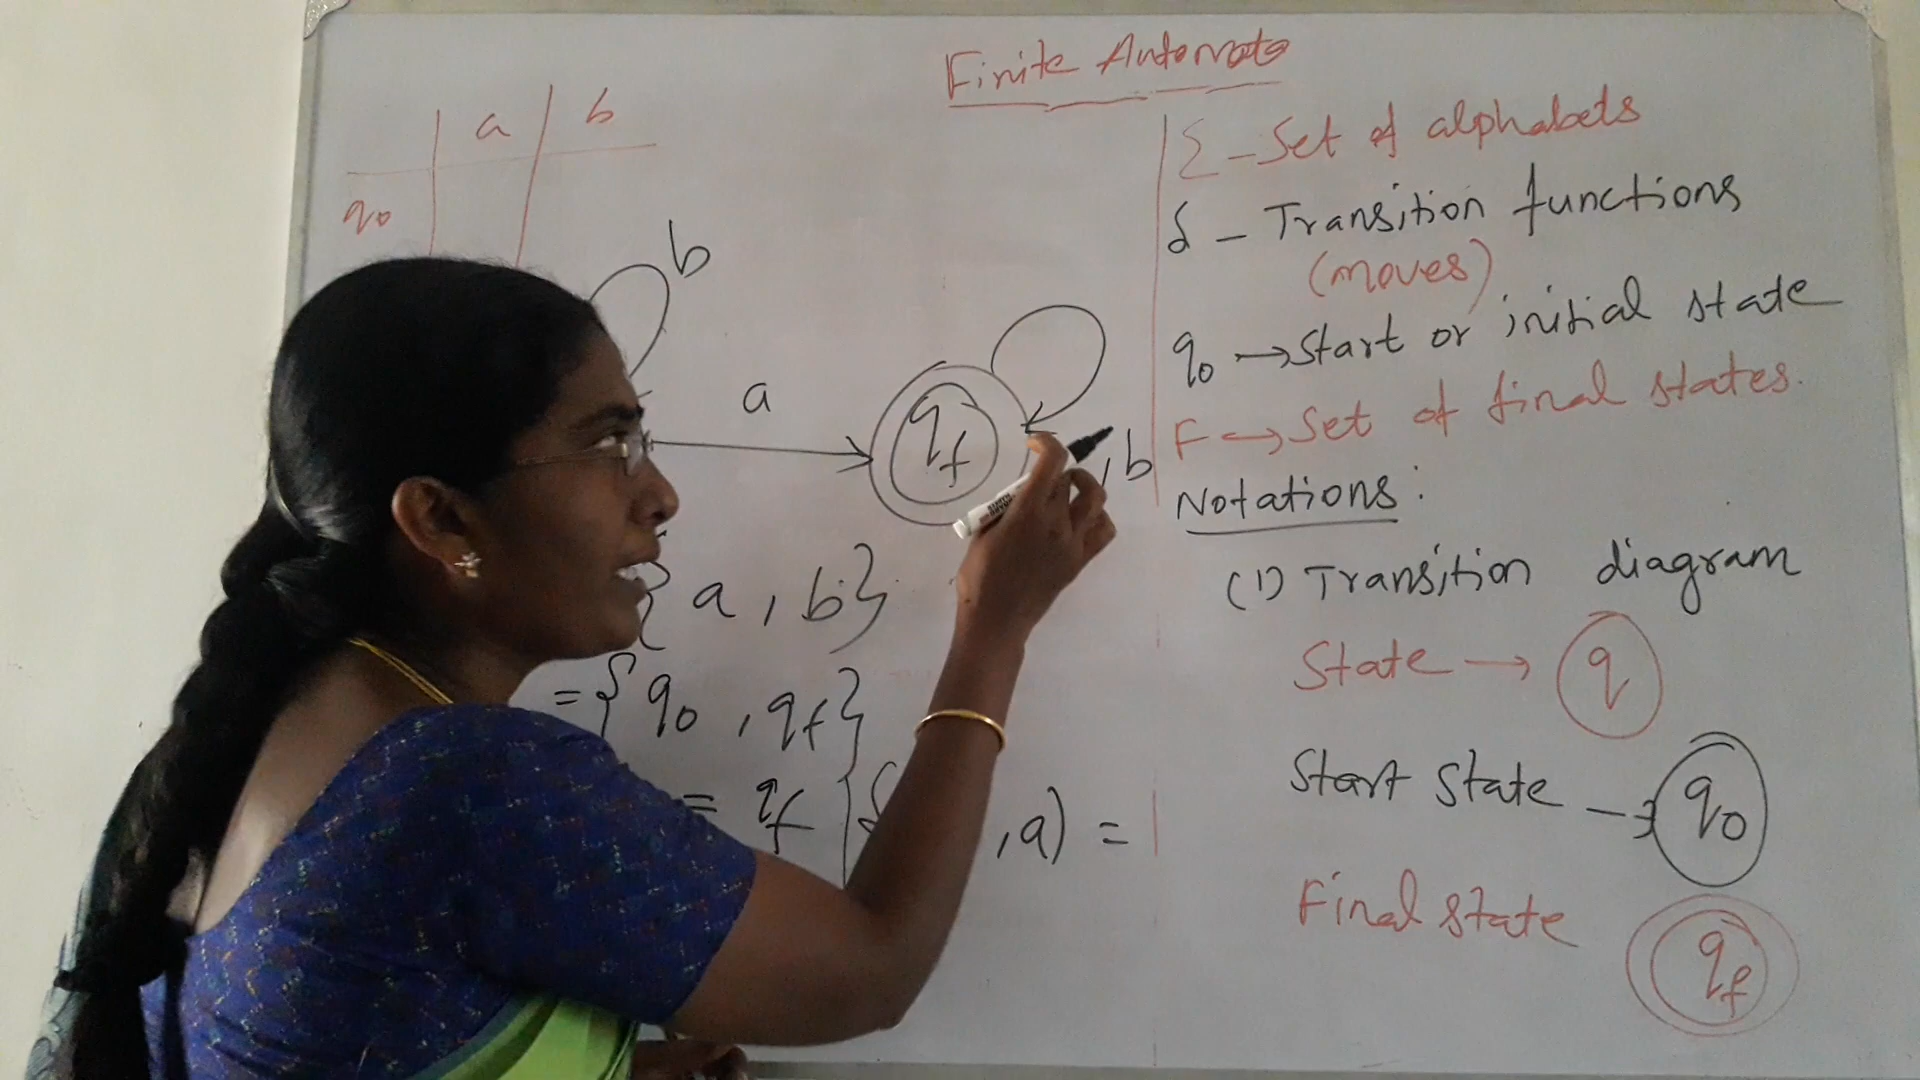 Finite Automata
a b
q0
b
a
qf
, b
{ a , b }
= { q0 , qf }
= qf
, a) =
Σ - Set of alphabets
δ - Transition functions
(moves)
q0 → Start or initial state
F → Set of final states.
Notations :
(1) Transition diagram
State → q
Start State → q0
Final state qf